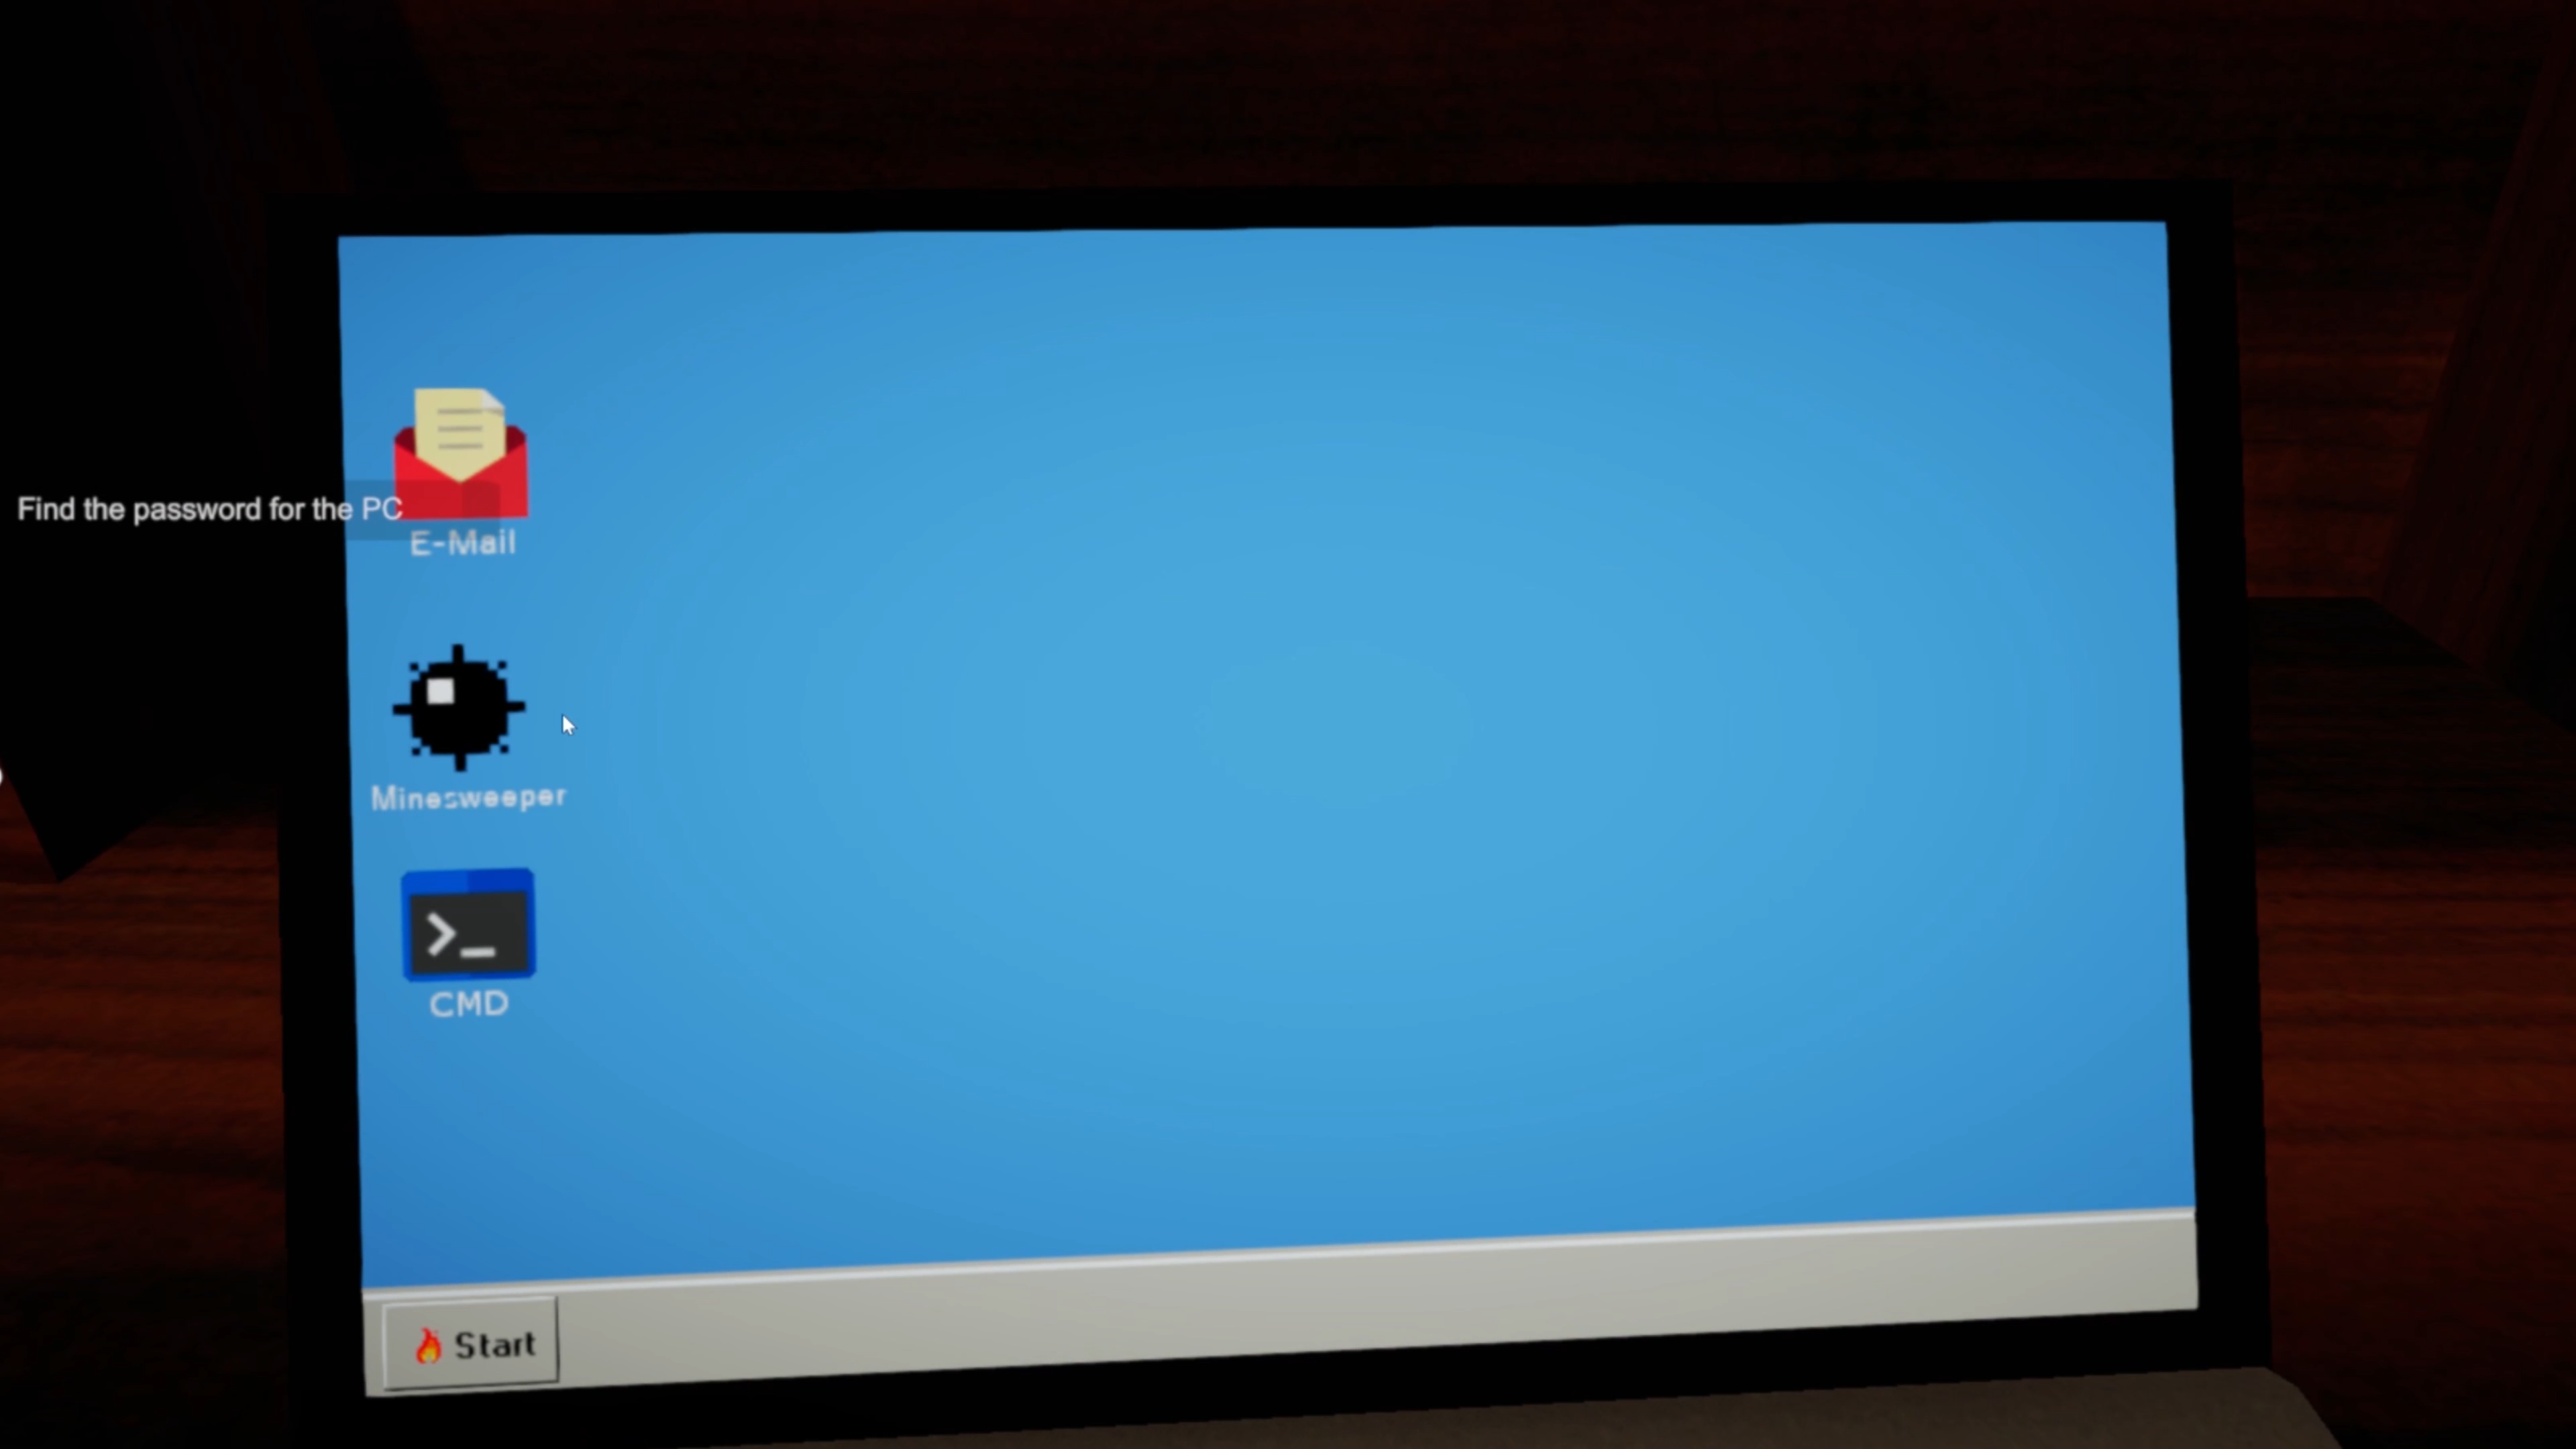 Find the password for the PC
E-Mail
Minesweeper
CMD
Start